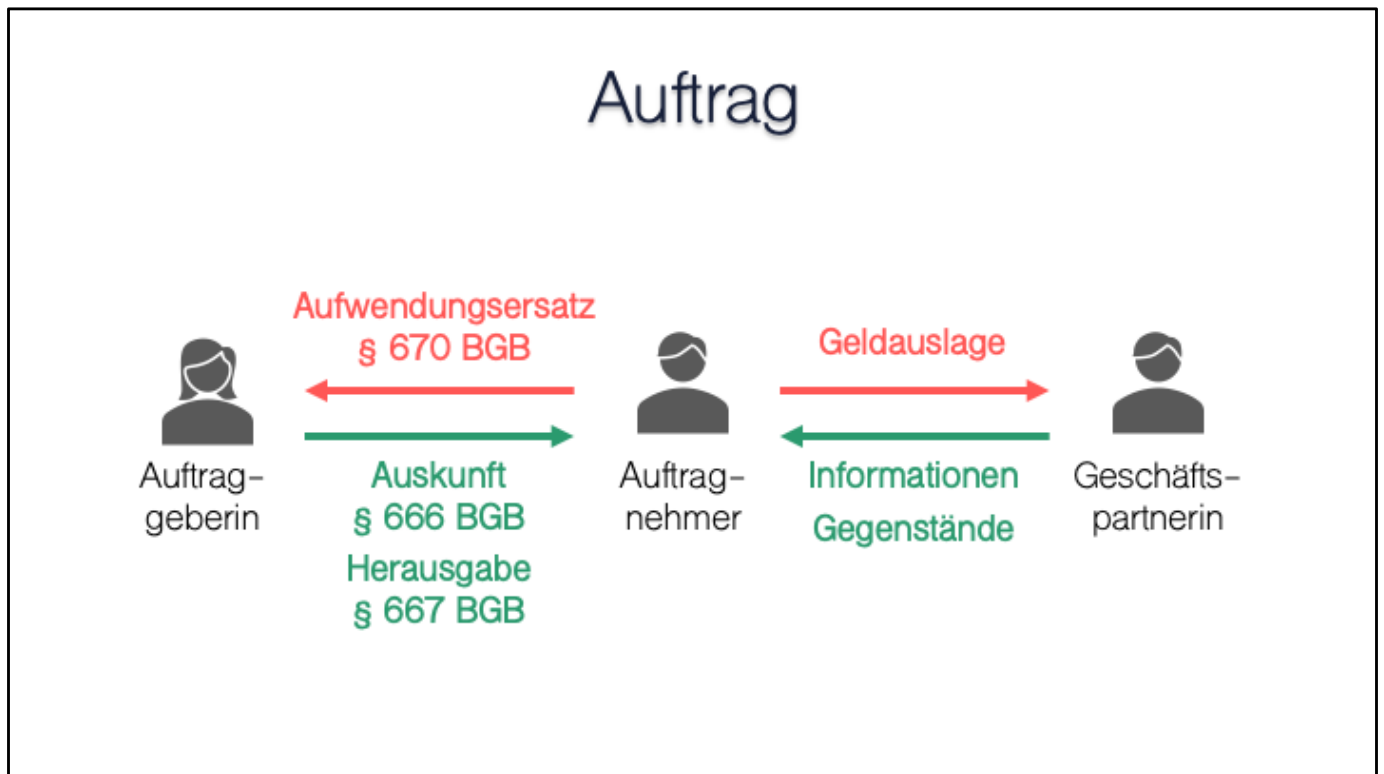 Auftrag
Aufwendungsersatz
§ 670 BGB
Geldauslage
Auftrag-
geberin
Auskunft
§ 666 BGB
Herausgabe
§ 667 BGB
Auftrag-
nehmer
Informationen
Gegenstände
Geschäfts-
partnerin